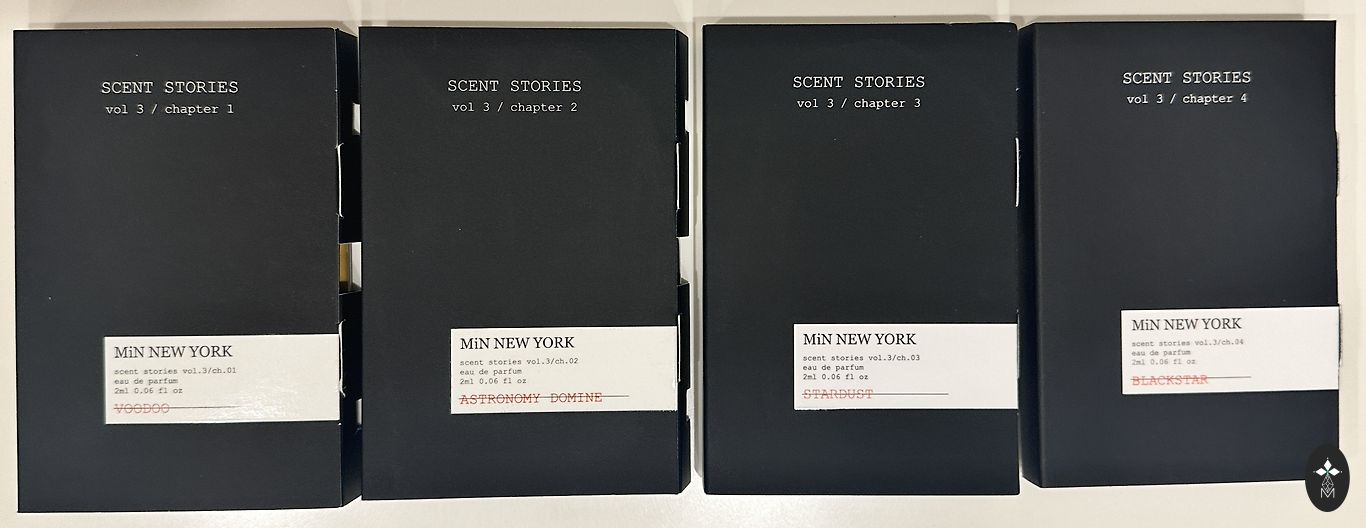 SCENT STORIES
vol 3 / chapter 1
MiN NEW YORK
scent stories vol.3/ch.01
eau de parfum
2ml 0.06 fl oz
VOODOO
SCENT STORIES
vol 3 / chapter 2
MiN NEW YORK
scent stories vol.3/ch.02
eau de parfum
2ml 0.06 fl oz
ASTRONOMY DOMINE
SCENT STORIES
vol 3 / chapter 3
MiN NEW YORK
scent stories vol.3/ch.03
eau de parfum
2ml 0.06 fl oz
STARDUST
SCENT STORIES
vol 3 / chapter 4
MiN NEW YORK
scent stories vol.3/ch.04
eau de parfum
2ml 0.06 fl oz
BLACKSTAR